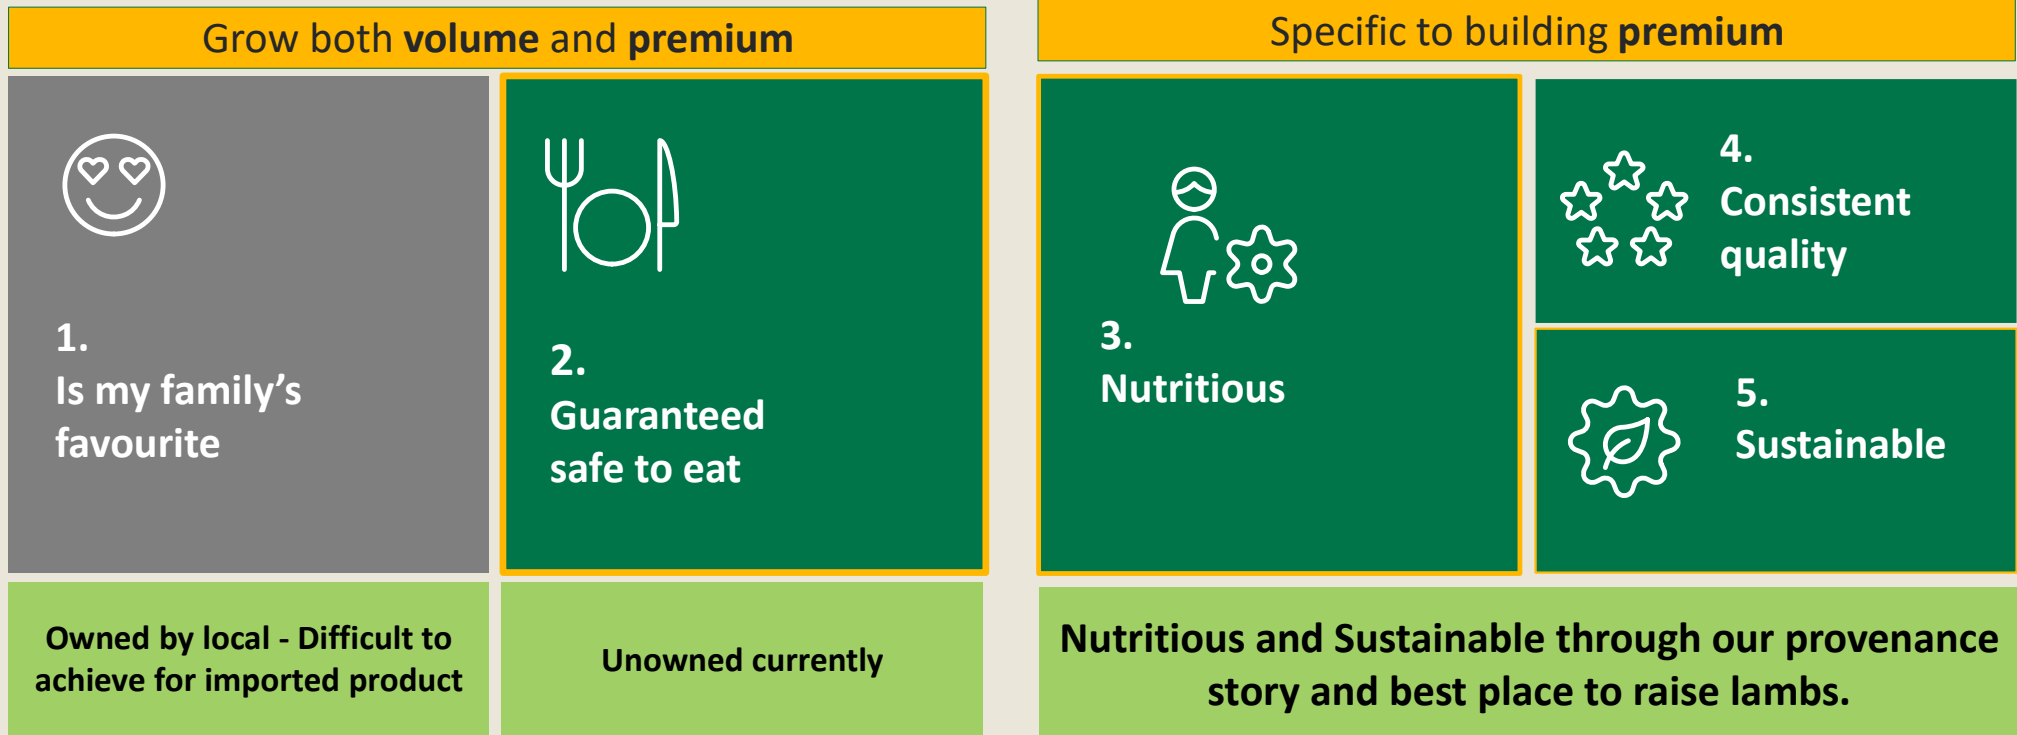 Grow both volume and premium
Specific to building premium
1.
Is my family’s
favourite
2.
Guaranteed
safe to eat
3.
Nutritious
4.
Consistent
quality
5.
Sustainable
Owned by local - Difficult to
achieve for imported product
Unowned currently
Nutritious and Sustainable through our provenance
story and best place to raise lambs.